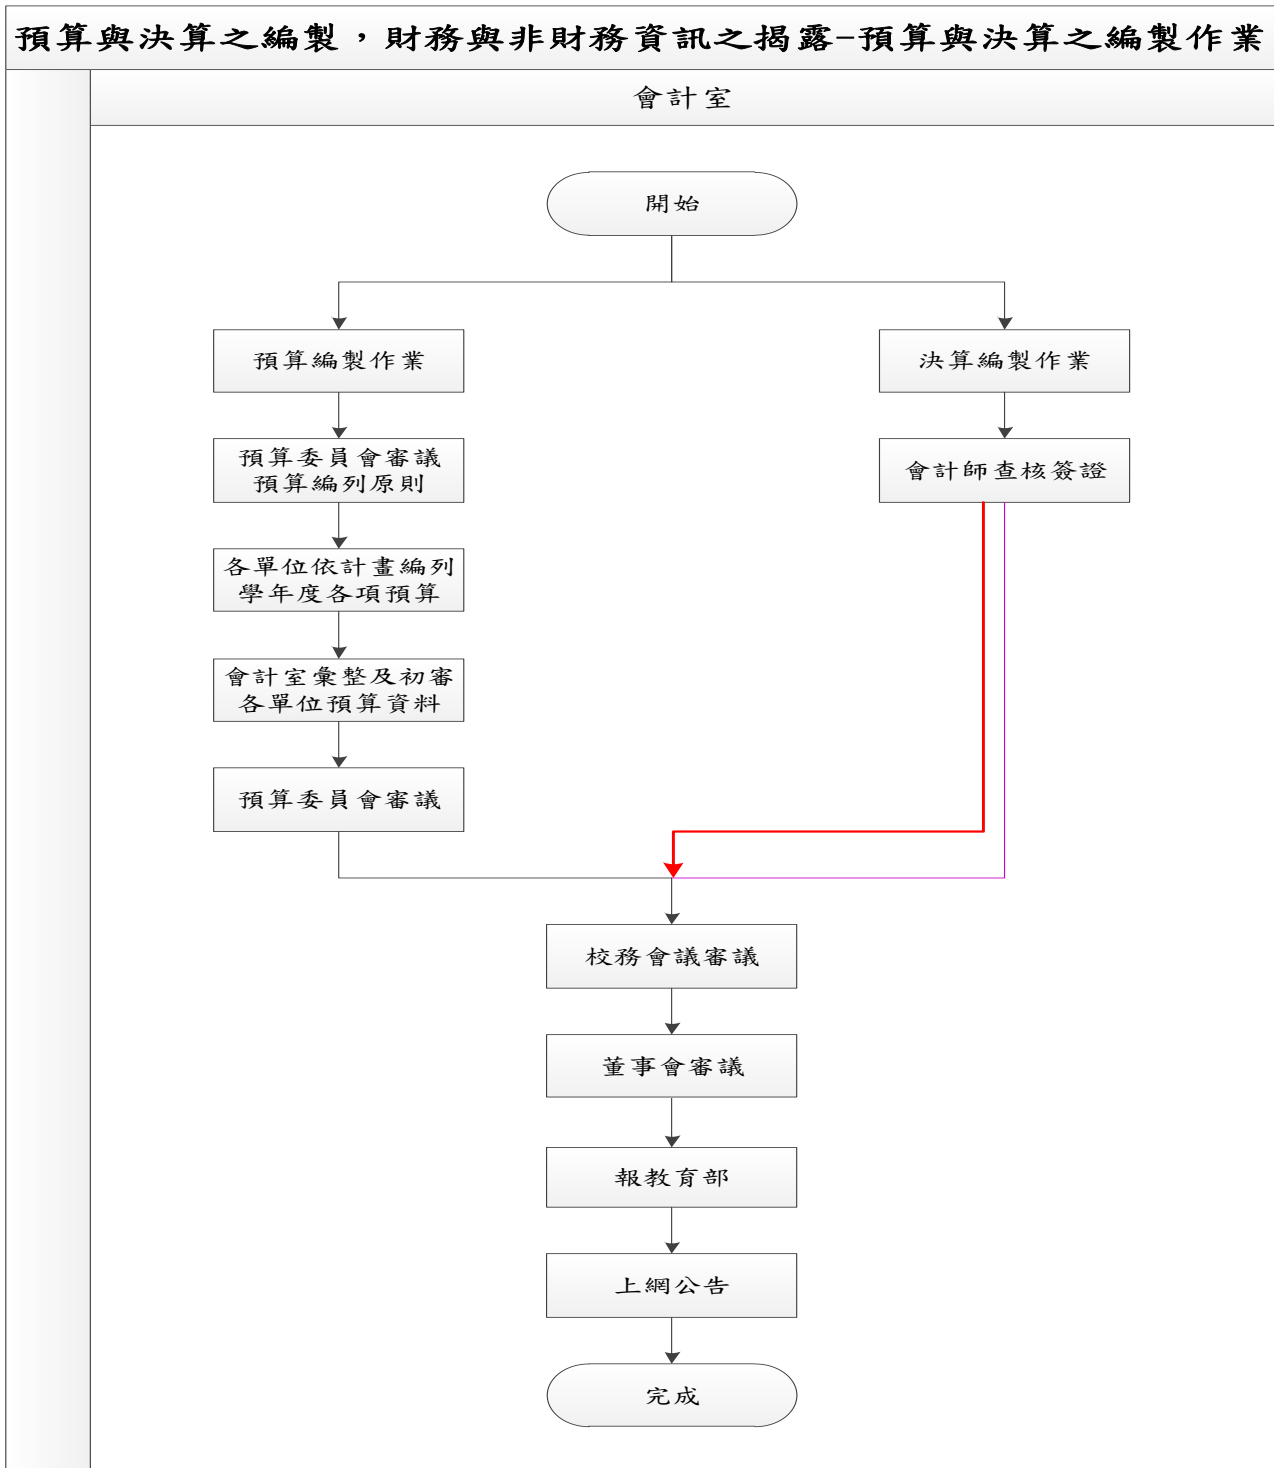 預算與決算之編製，財務與非財務資訊之揭露-預算與決算之編製作業
會計室
開始
預算編製作業
決算編製作業
預算委員會審議
預算編列原則
會計師查核簽證
各單位依計畫編列
學年度各項預算
會計室彙整及初審
各單位預算資料
預算委員會審議
校務會議審議
董事會審議
報教育部
上網公告
完成